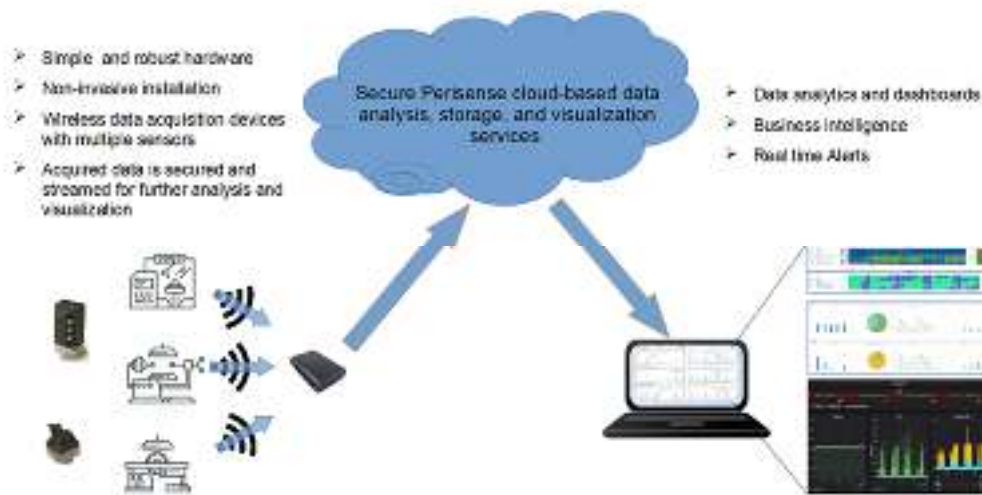 Simple and robust hardware
Non-invasive installation
Wireless data acquisition devices
with multiple sensors
Acquired data is secured and
streamed for further analysis and
visualization
Secure Perisense cloud-based data
analysis, storage, and visualization
services
Data analytics and dashboards
Business intelligence
Real time Alerts